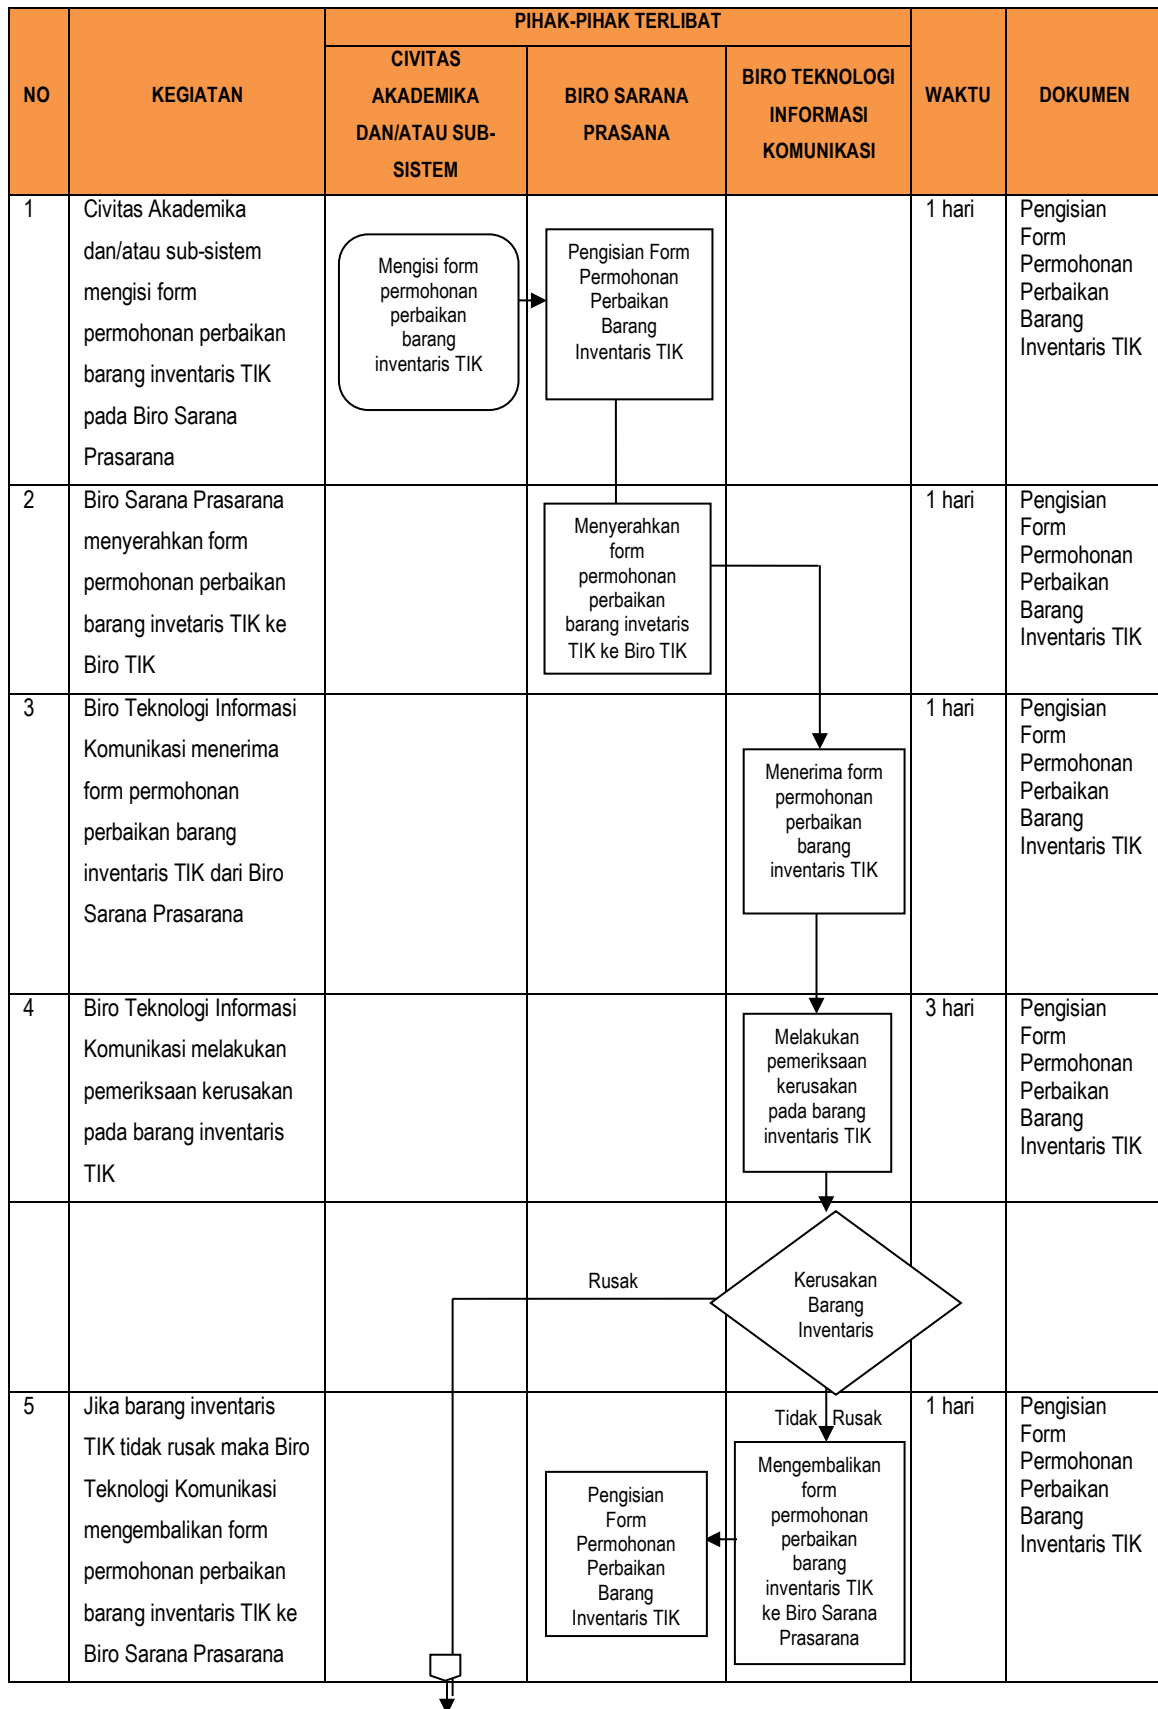 PIHAK-PIHAK TERLIBAT
NO
KEGIATAN
CIVITAS
AKADEMIKA
DAN/ATAU SUB-
SISTEM
BIRO SARANA
PRASANA
BIRO TEKNOLOGI
INFORMASI
KOMUNIKASI
WAKTU
DOKUMEN
1
Civitas Akademika
dan/atau sub-sistem
mengisi form
permohonan perbaikan
barang inventaris TIK
pada Biro Sarana
Prasarana
Mengisi form
permohonan
perbaikan
barang
inventaris TIK
Pengisian Form
Permohonan
Perbaikan
Barang
Inventaris TIK
1 hari
Pengisian
Form
Permohonan
Perbaikan
Barang
Inventaris TIK
2
Biro Sarana Prasarana
menyerahkan form
permohonan perbaikan
barang invetaris TIK ke
Biro TIK
Menyerahkan
form
permohonan
perbaikan
barang invetaris
TIK ke Biro TIK
1 hari
Pengisian
Form
Permohonan
Perbaikan
Barang
Inventaris TIK
3
Biro Teknologi Informasi
Komunikasi menerima
form permohonan
perbaikan barang
inventaris TIK dari Biro
Sarana Prasarana
Menerima form
permohonan
perbaikan
barang
inventaris TIK
1 hari
Pengisian
Form
Permohonan
Perbaikan
Barang
Inventaris TIK
4
Biro Teknologi Informasi
Komunikasi melakukan
pemeriksaan kerusakan
pada barang inventaris
TIK
Melakukan
pemeriksaan
kerusakan
pada barang
inventaris TIK
3 hari
Pengisian
Form
Permohonan
Perbaikan
Barang
Inventaris TIK
Rusak
Kerusakan
Barang
Inventaris
5
Jika barang inventaris
TIK tidak rusak maka Biro
Teknologi Komunikasi
mengembalikan form
permohonan perbaikan
barang inventaris TIK ke
Biro Sarana Prasarana
Pengisian
Form
Permohonan
Perbaikan
Barang
Inventaris TIK
Tidak Rusak
Mengembalikan
form
permohonan
perbaikan
barang
inventaris TIK
ke Biro Sarana
Prasarana
1 hari
Pengisian
Form
Permohonan
Perbaikan
Barang
Inventaris TIK